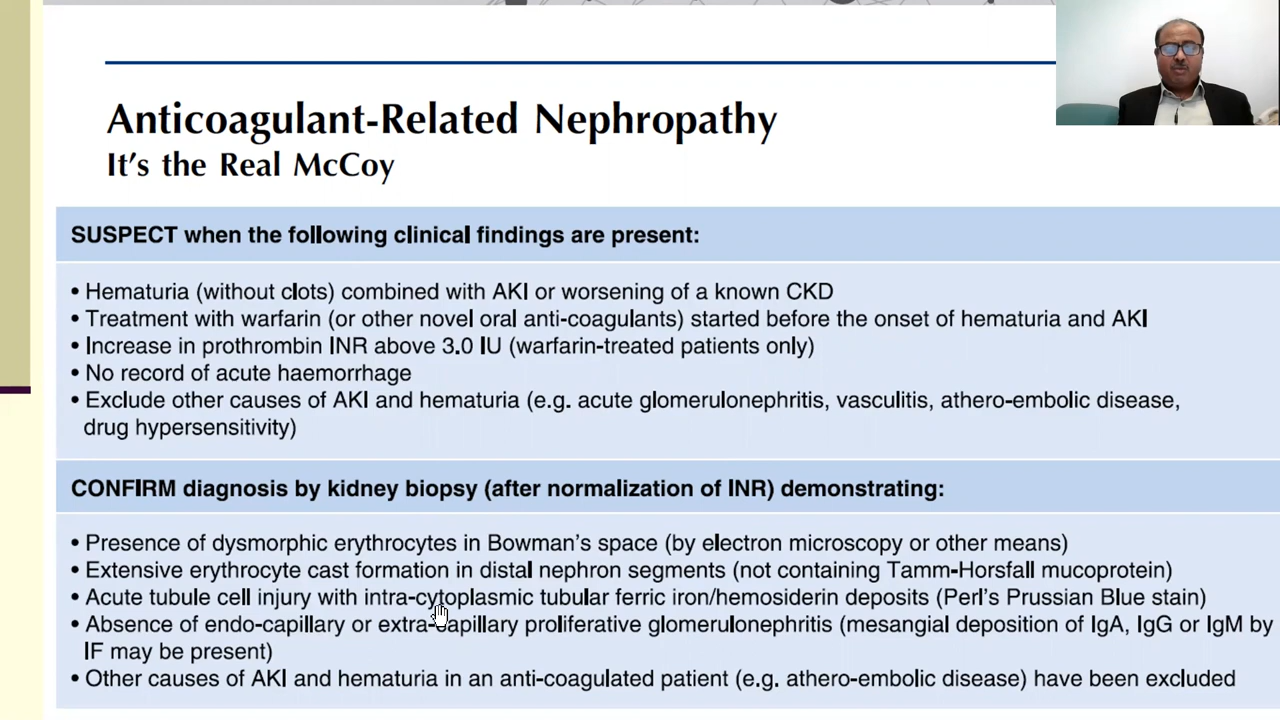 Anticoagulant-Related Nephropathy
It's the Real McCoy
SUSPECT when the following clinical findings are present:
• Hematuria (without clots) combined with AKI or worsening of a known CKD
• Treatment with warfarin (or other novel oral anti-coagulants) started before the onset of hematuria and AKI
• Increase in prothrombin INR above 3.0 IU (warfarin-treated patients only)
• No record of acute haemorrhage
• Exclude other causes of AKI and hematuria (e.g. acute glomerulonephritis, vasculitis, athero-embolic disease,
drug hypersensitivity)
CONFIRM diagnosis by kidney biopsy (after normalization of INR) demonstrating:
• Presence of dysmorphic erythrocytes in Bowman's space (by electron microscopy or other means)
• Extensive erythrocyte cast formation in distal nephron segments (not containing Tamm-Horsfall mucoprotein)
• Acute tubule cell injury with intra-cytoplasmic tubular ferric iron/hemosiderin deposits (Perl's Prussian Blue stain)
• Absence of endo-capillary or extra-capillary proliferative glomerulonephritis (mesangial deposition of IgA, IgG or IgM by
IF may be present)
• Other causes of AKI and hematuria in an anti-coagulated patient (e.g. athero-embolic disease) have been excluded